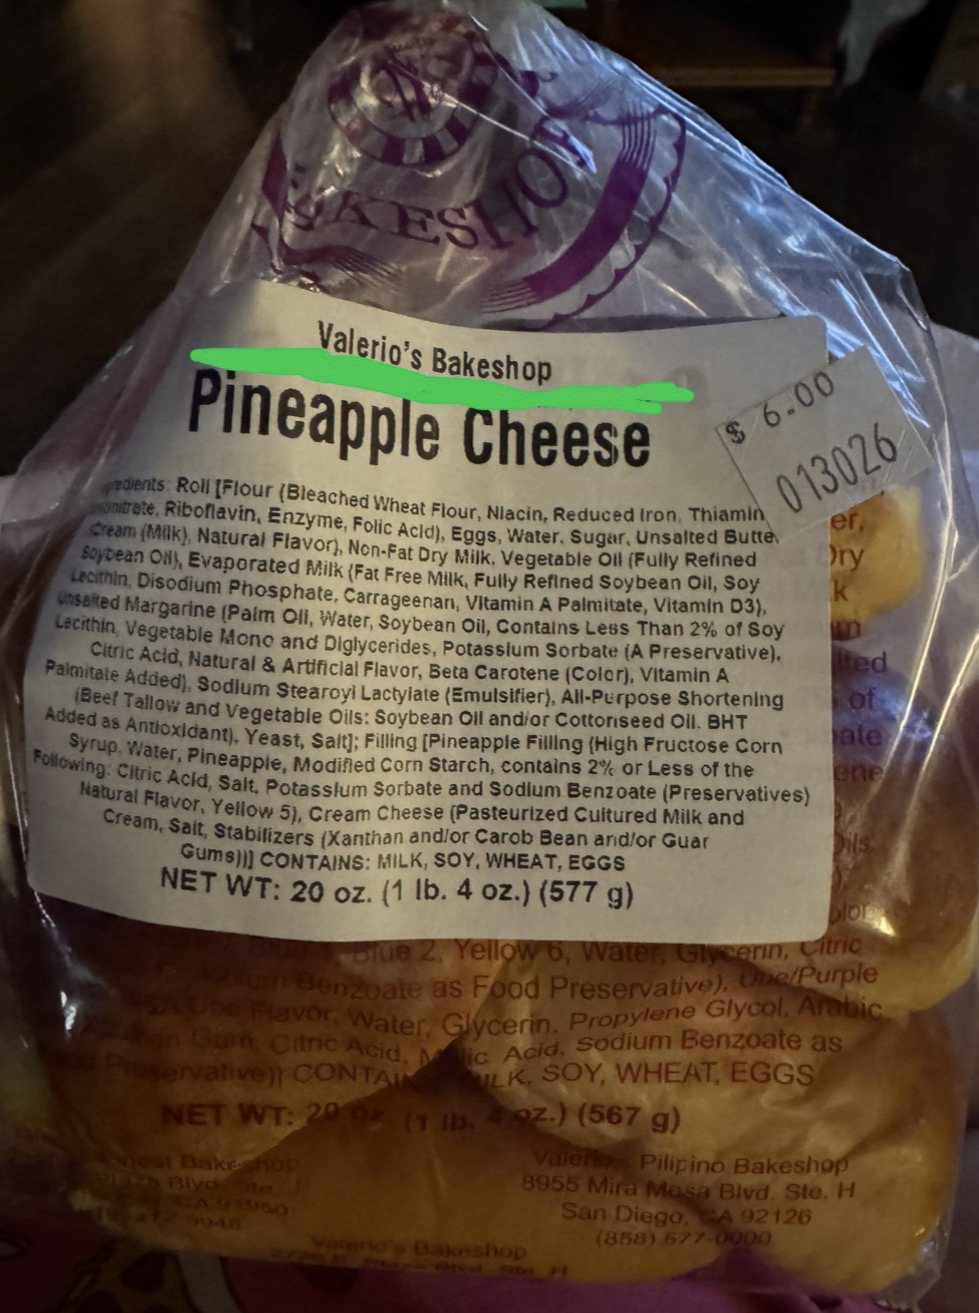 BAKESHOP
Valerio's Bakeshop
Pineapple Cheese
$ 6.00
013026
Ingredients: Roll [Flour (Bleached Wheat Flour, Niacin, Reduced Iron, Thiamin
Mononitrate, Riboflavin, Enzyme, Folic Acid), Eggs, Water, Sugar, Unsalted Butter
Cream (Milk), Natural Flavor), Non-Fat Dry Milk, Vegetable Oil (Fully Refined
Soybean Oil), Evaporated Milk (Fat Free Milk, Fully Refined Soybean Oil, Soy
Lecithin, Disodium Phosphate, Carrageenan, Vitamin A Palmitate, Vitamin D3),
Unsalted Margarine (Palm Oil, Water, Soybean Oil, Contains Less Than 2% of Soy
Lecithin, Vegetable Mono and Diglycerides, Potassium Sorbate (A Preservative),
Citric Acid, Natural & Artificial Flavor, Beta Carotene (Color), Vitamin A
Palmitate Added), Sodium Stearoyl Lactylate (Emulsifier), All-Purpose Shortening
(Beef Tallow and Vegetable Oils: Soybean Oil and/or Cottonseed Oil. BHT
Added as Antioxidant), Yeast, Salt]; Filling [Pineapple Filling (High Fructose Corn
Syrup, Water, Pineapple, Modified Corn Starch, contains 2% or Less of the
Following: Citric Acid, Salt, Potassium Sorbate and Sodium Benzoate (Preservatives)
Natural Flavor, Yellow 5), Cream Cheese (Pasteurized Cultured Milk and
Cream, Salt, Stabilizers (Xanthan and/or Carob Bean and/or Guar
Gums))] CONTAINS: MILK, SOY, WHEAT, EGGS
NET WT: 20 oz. (1 lb. 4 oz.) (577 g)
Blue 2, Yellow 6, Water, Glycerin, Citric
Benzoate as Food Preservative), Ube/Purple
Ube Flavor, Water, Glycerin, Propylene Glycol, Arabic
Gum, Citric Acid, Malic Acid, Sodium Benzoate as
Preservative)] CONTAINS: MILK, SOY, WHEAT, EGGS
NET WT: 20 oz. (1 lb. 4 oz.) (567 g)
Valerio's Pilipino Bakeshop
8955 Mira Mesa Blvd. Ste. H
San Diego, CA 92126
(858) 577-0000
Bakeshop
Blvd. Ste. J
CA 91950
Valerio's Bakeshop